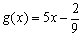 g(x) = 5x - 2/9